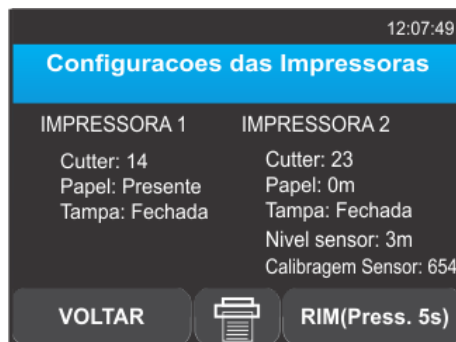 12:07:49
Configuracoes das Impressoras
IMPRESSORA 1
Cutter: 14
Papel: Presente
Tampa: Fechada
IMPRESSORA 2
Cutter: 23
Papel: 0m
Tampa: Fechada
Nivel sensor: 3m
Calibragem Sensor: 654
VOLTAR
RIM(Press. 5s)